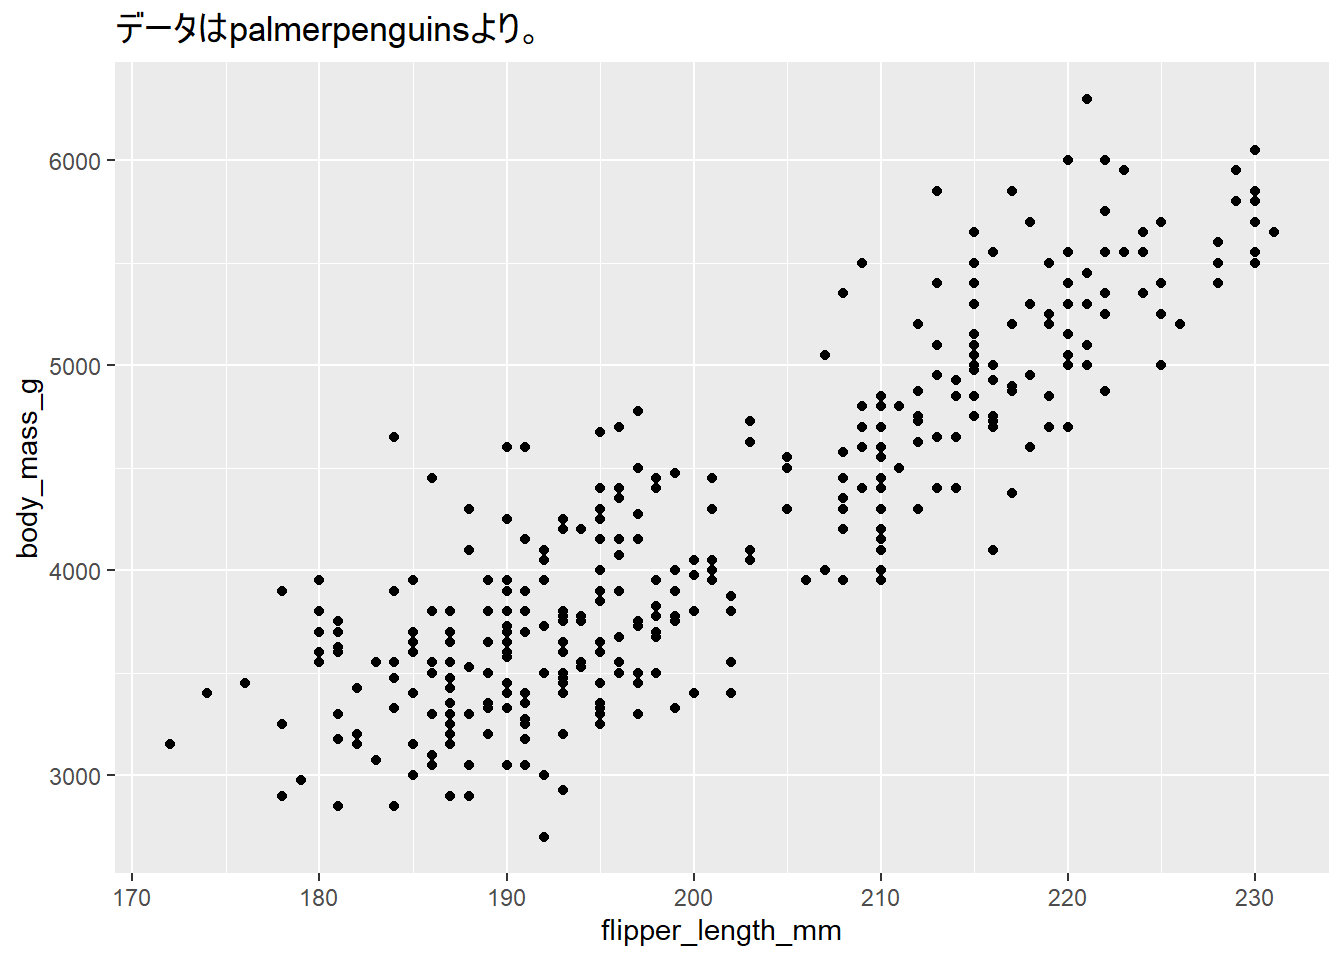 データはpalmerpenguinsより。
6000
5000
4000
3000
body_mass_g
170 180 190 200 210 220 230
flipper_length_mm